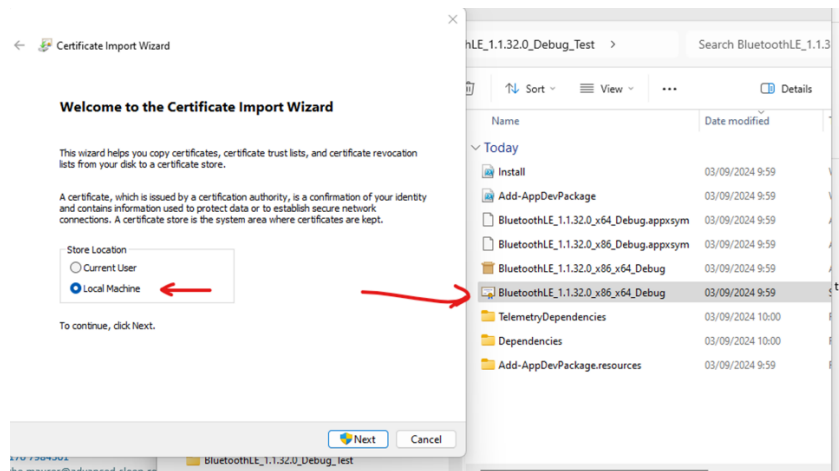 Certificate Import Wizard
Welcome to the Certificate Import Wizard
This wizard helps you copy certificates, certificate trust lists, and certificate revocation
lists from your disk to a certificate store.
A certificate, which is issued by a certification authority, is a confirmation of your identity
and contains information used to protect data or to establish secure network
connections. A certificate store is the system area where certificates are kept.
Store Location
Current User
Local Machine
To continue, click Next.
Next Cancel
hLE_1.1.32.0_Debug_Test > Search BluetoothLE_1.1.3
Sort View ... Details
Name Date modified
Today
Install 03/09/2024 9:59
Add-AppDevPackage 03/09/2024 9:59
BluetoothLE_1.1.32.0_x64_Debug.appxsym 03/09/2024 9:59
BluetoothLE_1.1.32.0_x86_Debug.appxsym 03/09/2024 9:59
BluetoothLE_1.1.32.0_x86_x64_Debug 03/09/2024 9:59
BluetoothLE_1.1.32.0_x86_x64_Debug 03/09/2024 9:59
TelemetryDependencies 03/09/2024 10:00
Dependencies 03/09/2024 10:00
Add-AppDevPackage.resources 03/09/2024 9:59
BluetoothLE_1.1.32.0_Debug_Test